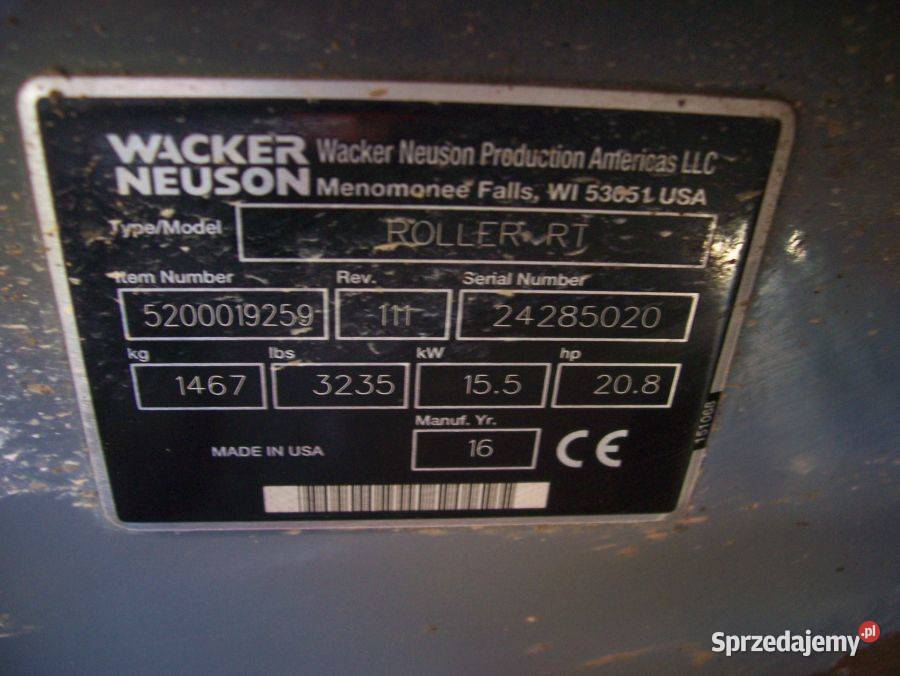 WACKER NEUSON
Wacker Neuson Production Americas LLC
Menomonee Falls, WI 53051 USA
Type/Model ROLLER RT
Item Number Rev. Serial Number
5200019259 111 24285020
kg lbs kW hp
1467 3235 15.5 20.8
Manuf. Yr.
MADE IN USA 16 CE
161068
Sprzedajemy.pl